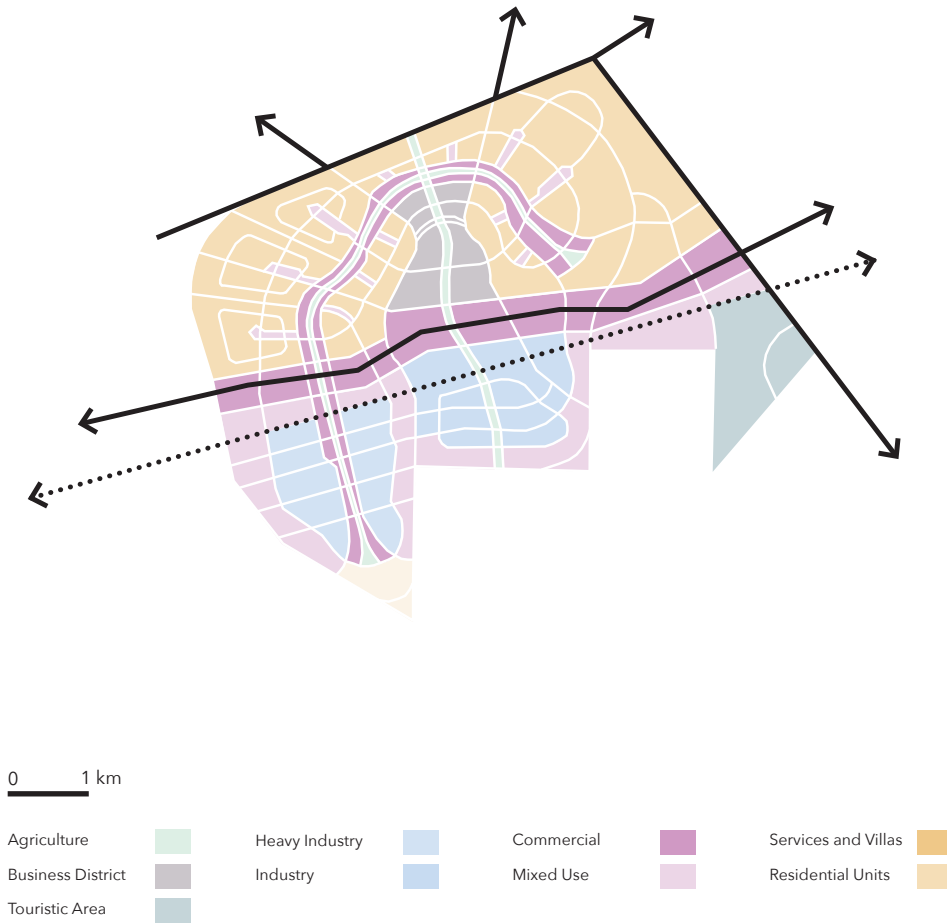 0 1 km
Agriculture Heavy Industry Commercial Services and Villas
Business District Industry Mixed Use Residential Units
Touristic Area